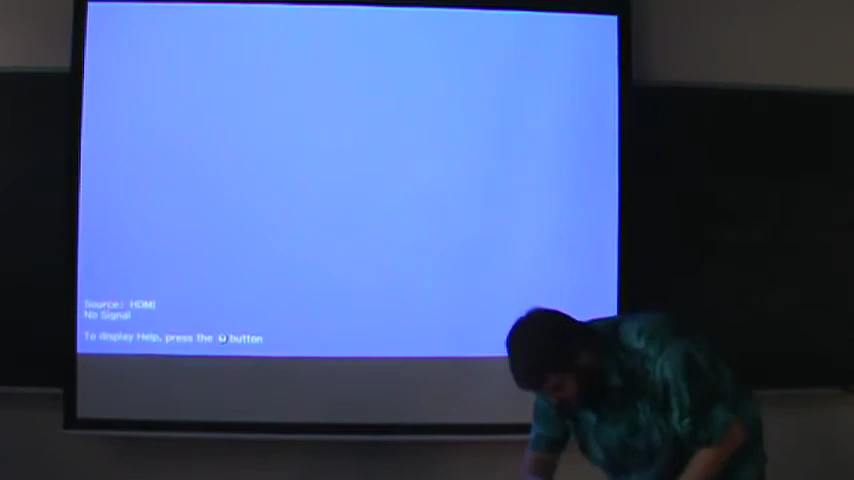 Source: HDMI
No Signal
To display Help, press the button